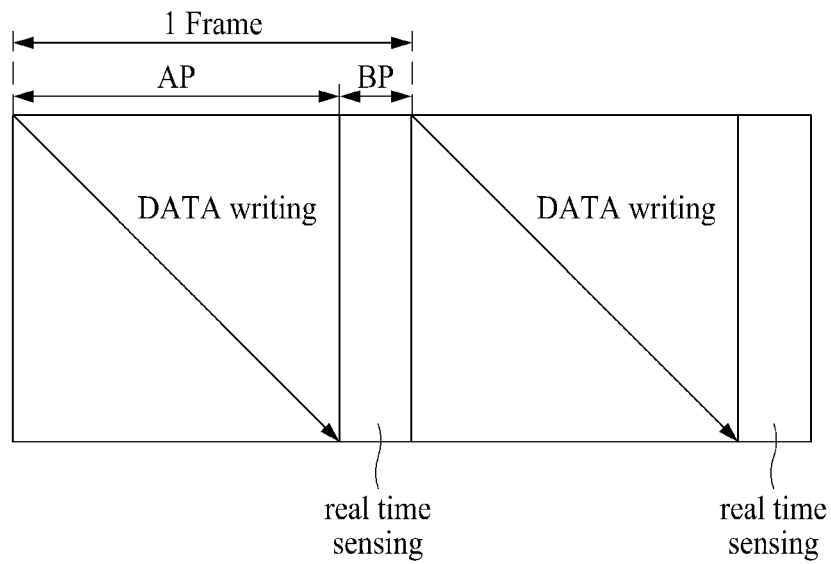 1 Frame
AP
BP
DATA writing
DATA writing
real time
sensing
real time
sensing